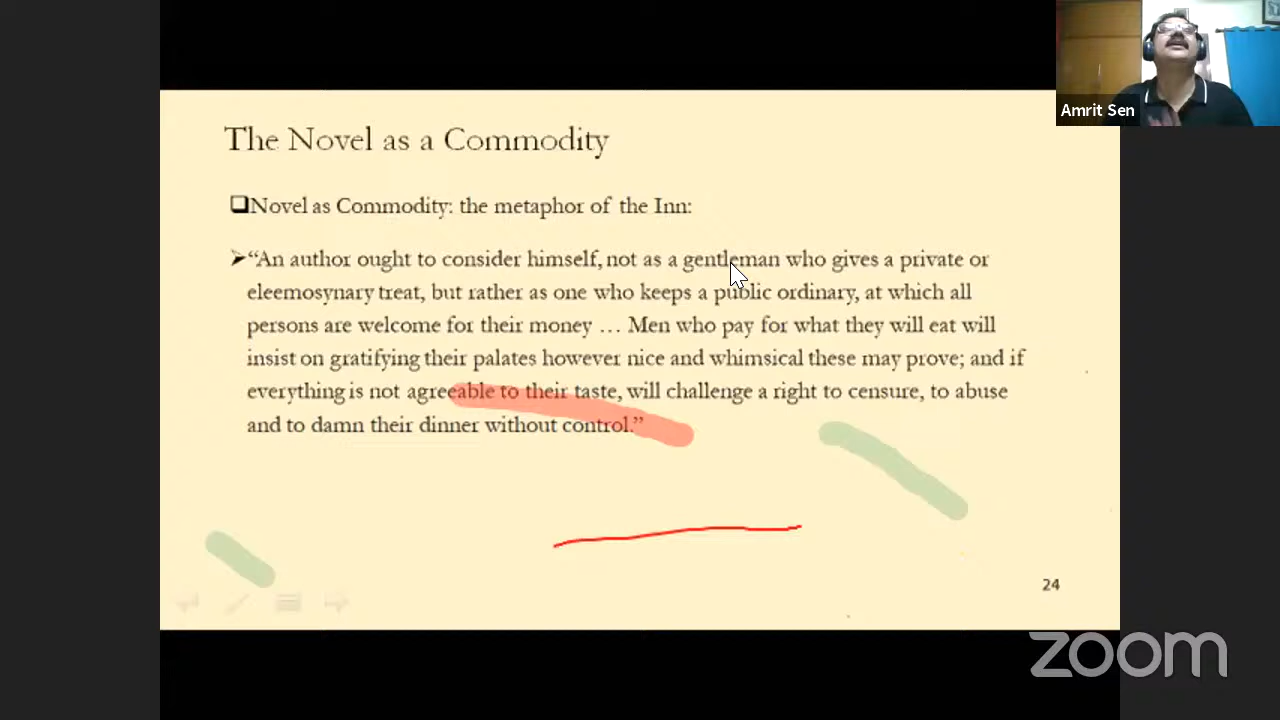 Amrit Sen
The Novel as a Commodity
Novel as Commodity: the metaphor of the Inn:
“An author ought to consider himself, not as a gentleman who gives a private or
eleemosynary treat, but rather as one who keeps a public ordinary, at which all
persons are welcome for their money … Men who pay for what they will eat will
insist on gratifying their palates however nice and whimsical these may prove; and if
everything is not agreeable to their taste, will challenge a right to censure, to abuse
and to damn their dinner without control.”
24
zoom